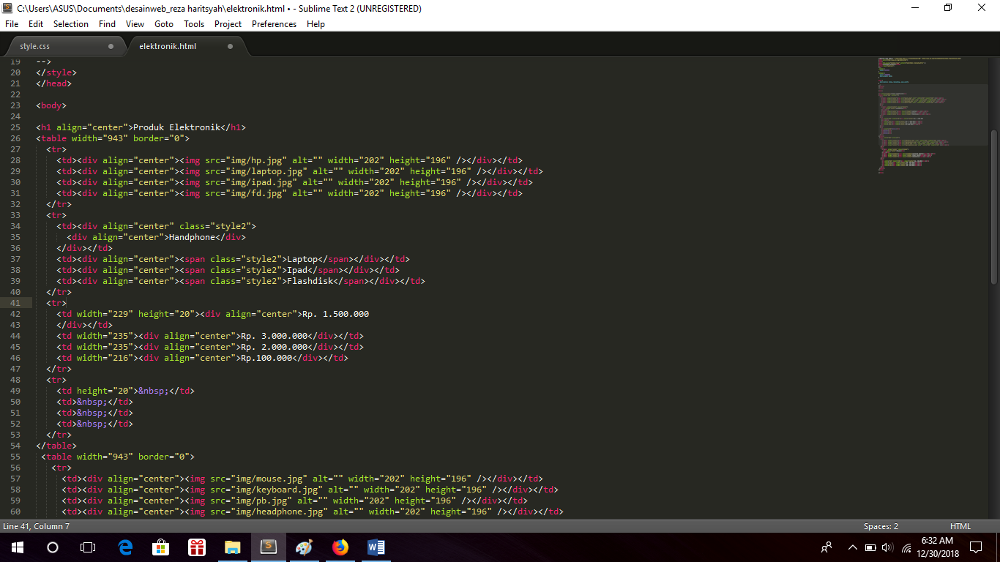 C:\Users\ASUS\Documents\desainweb_reza haritsyah\elektronik.html • - Sublime Text 2 (UNREGISTERED)
File Edit Selection Find View Goto Tools Project Preferences Help
style.css elektronik.html
19 -->
20 </style>
21 </head>
22
23 <body>
24
25 <h1 align="center">Produk Elektronik</h1>
26 <table width="943" border="0">
27 <tr>
28 <td><div align="center"><img src="img/hp.jpg" alt="" width="202" height="196" /></div></td>
29 <td><div align="center"><img src="img/laptop.jpg" alt="" width="202" height="196" /></div></td>
30 <td><div align="center"><img src="img/ipad.jpg" alt="" width="202" height="196" /></div></td>
31 <td><div align="center"><img src="img/fd.jpg" alt="" width="202" height="196" /></div></td>
32 </tr>
33 <tr>
34 <td><div align="center" class="style2">
35 <div align="center">Handphone</div>
36 </div></td>
37 <td><div align="center"><span class="style2">Laptop</span></div></td>
38 <td><div align="center"><span class="style2">Ipad</span></div></td>
39 <td><div align="center"><span class="style2">Flashdisk</span></div></td>
40 </tr>
41 <tr>
42 <td width="229" height="20"><div align="center">Rp. 1.500.000
43 </div></td>
44 <td width="235"><div align="center">Rp. 3.000.000</div></td>
45 <td width="235"><div align="center">Rp. 2.000.000</div></td>
46 <td width="216"><div align="center">Rp.100.000</div></td>
47 </tr>
48 <tr>
49 <td height="20">&nbsp;</td>
50 <td>&nbsp;</td>
51 <td>&nbsp;</td>
52 <td>&nbsp;</td>
53 </tr>
54 </table>
55 <table width="943" border="0">
56 <tr>
57 <td><div align="center"><img src="img/mouse.jpg" alt="" width="202" height="196" /></div></td>
58 <td><div align="center"><img src="img/keyboard.jpg" alt="" width="202" height="196" /></div></td>
59 <td><div align="center"><img src="img/pb.jpg" alt="" width="202" height="196" /></div></td>
60 <td><div align="center"><img src="img/headphone.jpg" alt="" width="202" height="196" /></div></td>
Line 41, Column 7 Spaces: 2 HTML
6:32 AM
12/30/2018